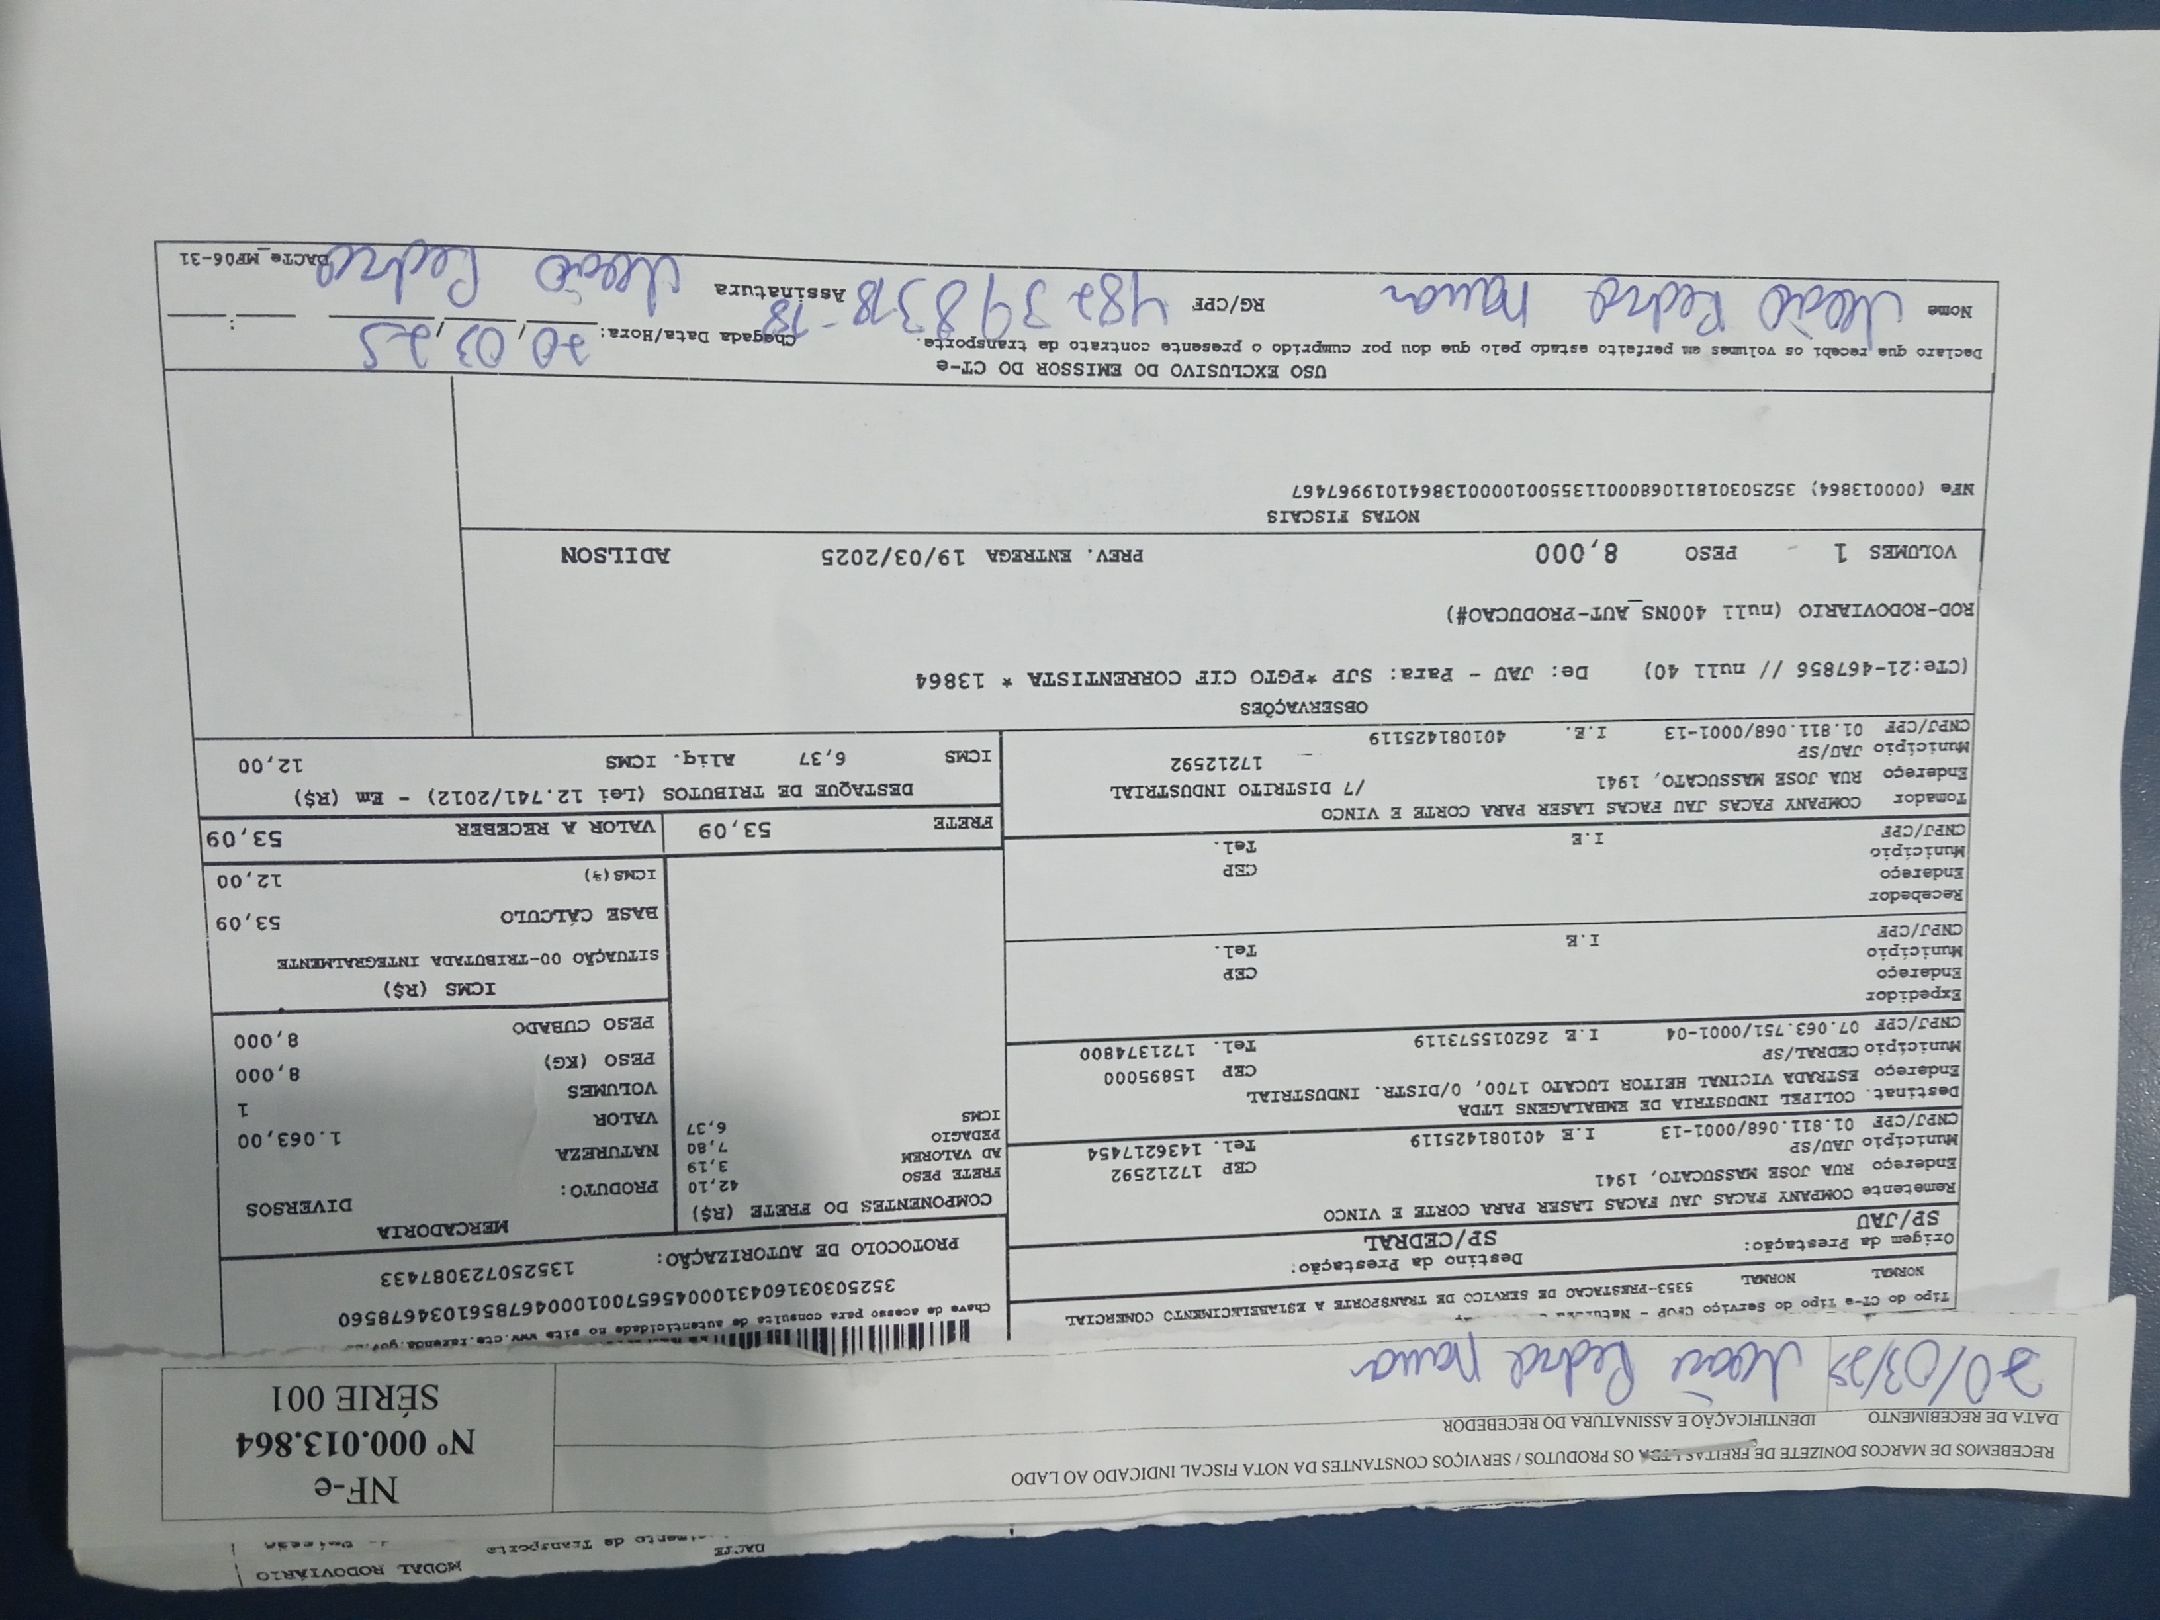 MODAL RODOVIÁRIO
DACTE
de Transporte
RECEBEMOS DE MARCOS DONIZETE DE FREITAS LTDA OS PRODUTOS / SERVIÇOS CONSTANTES DA NOTA FISCAL INDICADO AO LADO
NF-e
Nº 000.013.864
SÉRIE 001
DATA DE RECEBIMENTO
IDENTIFICAÇÃO E ASSINATURA DO RECEBEDOR
20/03/25
Pedro
Tipo do CT-e Tipo do Serviço CFOP -
NORMAL NORMAL 5353-PRESTACAO DE SERVICO DE TRANSPORTE A ESTABELECIMENTO COMERCIAL
Origem da Prestação:
SP/JAU
Destino da Prestação:
SP/CEDRAL
Chave de acesso para consulta de autenticidade no site www.cte.fazenda.gov.br
35250303160431000456570010004678561034678560
PROTOCOLO DE AUTORIZAÇÃO: 135250723087433
Remetente COMPANY FACAS JAU FACAS LASER PARA CORTE E VINCO
Endereço RUA JOSE MASSUCATO, 1941
Município JAU/SP CEP 17212592
CNPJ/CPF 01.811.068/0001-13 I.E 401081425119 Tel. 1436217454
Destinat. COLIPEL INDUSTRIA DE EMBALAGENS LTDA
Endereço ESTRADA VICINAL HEITOR LUCATO 1700, 0/DISTR. INDUSTRIAL
Município CEDRAL/SP CEP 15895000
CNPJ/CPF 07.063.751/0001-04 I.E 262015573119 Tel. 1721374800
Expedidor
Endereço
Município CEP
CNPJ/CPF I.E Tel.
Recebedor
Endereço
Município CEP
CNPJ/CPF I.E Tel.
Tomador COMPANY FACAS JAU FACAS LASER PARA CORTE E VINCO
Endereço RUA JOSE MASSUCATO, 1941 /7 DISTRITO INDUSTRIAL
Município JAU/SP 17212592
CNPJ/CPF 01.811.068/0001-13 I.E. 401081425119
COMPONENTES DO FRETE (R$)
FRETE PESO 42,10
AD VALOREM 3,19
PEDAGIO 7,80
ICMS 6,37
MERCADORIA
PRODUTO: DIVERSOS
NATUREZA
VALOR 1.063,00
VOLUMES 1
PESO (KG) 8,000
PESO CUBADO 8,000
ICMS (R$)
SITUAÇÃO 00-TRIBUTADA INTEGRALMENTE
BASE CÁLCULO 53,09
ICMS(%) 12,00
FRETE 53,09 VALOR A RECEBER 53,09
DESTAQUE DE TRIBUTOS (Lei 12.741/2012) - Em (R$)
ICMS 6,37 Aliq. ICMS 12,00
OBSERVAÇÕES
(CTe:21-467856 // null 40) De: JAU - Para: SJP *PGTO CIF CORRENTISTA * 13864
ROD-RODOVIARIO (null 400NS_AUT-PRODUCAO#)
VOLUMES 1 PESO 8,000 PREV. ENTREGA 19/03/2025 ADILSON
NOTAS FISCAIS
NFe (000013864) 35250301811068000113550010000138641019967467
USO EXCLUSIVO DO EMISSOR DO CT-e
Declaro que recebi os volumes em perfeito estado pelo que dou por cumprido o presente contrato de transporte.
Chegada Data/Hora: 20,03,25
Nome Pedro RG/CPF Assinatura Pedro
DACTe_MF06-31